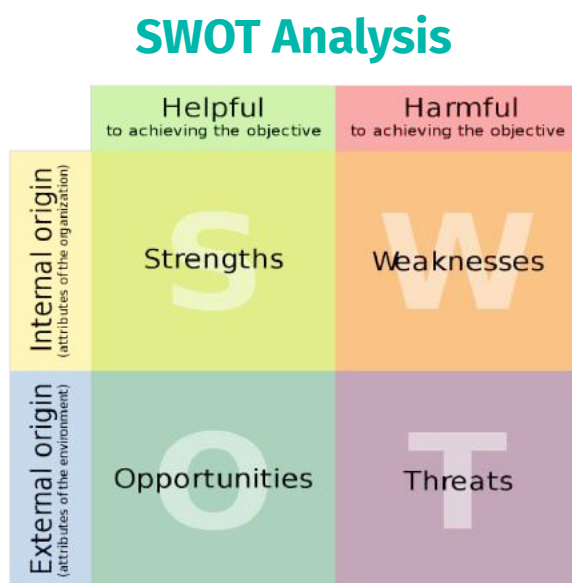 SWOT Analysis
Helpful
to achieving the objective
Harmful
to achieving the objective
Internal origin
(attributes of the organization)
S
Strengths
W
Weaknesses
External origin
(attributes of the environment)
O
Opportunities
T
Threats